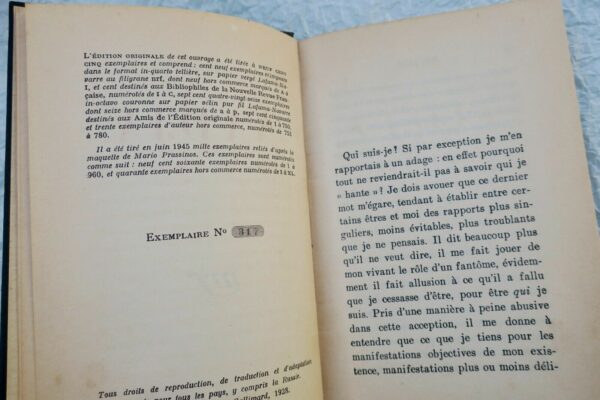 L'ÉDITION ORIGINALE de cet ouvrage a été tirée à NEUF CENT
CINQ exemplaires et comprend : cent neuf exemplaires réimposés
dans le format in-quarto tellière, sur papier vergé Lafuma-Na-
varre au filigrane nrf, dont neuf hors commerce marqués de A à
I, et cent destinés aux Bibliophiles de la Nouvelle Revue Fran-
çaise, numérotés de I à C, sept cent quatre-vingt-seize exemplaires
in-octavo couronne sur papier vélin pur fil Lafuma-Navarre
dont seize hors commerce marqués de a à p, sept cent cinquante
destinés aux Amis de l'Édition originale numérotés de 1 à 750
et trente exemplaires d'auteur hors commerce, numérotés de 751
à 780.
Il a été tiré en juin 1945 mille exemplaires reliés d'après la
maquette de Mario Prassinos. Ces exemplaires sont numérotés
comme suit : neuf cent soixante exemplaires numérotés de 1 à
960, et quarante exemplaires hors commerce numérotés de I à XL.
EXEMPLAIRE No 317
Tous droits de reproduction, de traduction et d'adaptation
pour tous les pays, y compris la Russie.
Gallimard, 1928.
Qui suis-je ? Si par exception je m'en
rapportais à un adage : en effet pourquoi
tout ne reviendrait-il pas à savoir qui je
« hante » ? Je dois avouer que ce dernier
mot m'égare, tendant à établir entre cer-
tains êtres et moi des rapports plus sin-
guliers, moins évitables, plus troublants
que je ne pensais. Il dit beaucoup plus
qu'il ne veut dire, il me fait jouer de
mon vivant le rôle d'un fantôme, évidem-
ment il fait allusion à ce qu'il a fallu
que je cessasse d'être, pour être qui je
suis. Pris d'une manière à peine abusive
dans cette acception, il me donne à
entendre que ce que je tiens pour les
manifestations objectives de mon exis-
tence, manifestations plus ou moins déli-